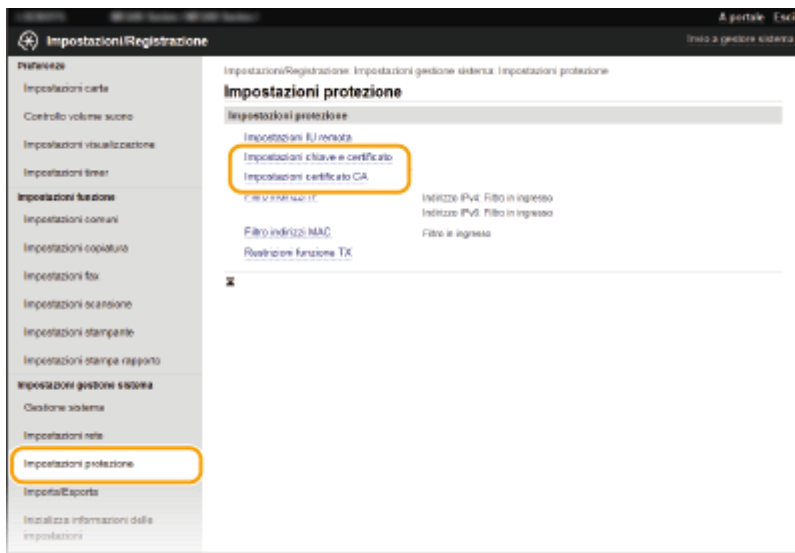 A portale Esci
Impostazioni/Registrazione
Invio a gestore sistema
Preferenze
Impostazioni carta
Controllo volume suono
Impostazioni visualizzazione
Impostazioni timer
Impostazioni funzione
Impostazioni comuni
Impostazioni copiatura
Impostazioni fax
Impostazioni scansione
Impostazioni stampante
Impostazioni stampa rapporto
Impostazioni gestione sistema
Gestione sistema
Impostazioni rete
Impostazioni protezione
Importa/Esporta
Inizializza informazioni delle
impostazioni
Impostazioni/Registrazione: Impostazioni gestione sistema: Impostazioni protezione
Impostazioni protezione
Impostazioni protezione
Impostazioni IU remota
Impostazioni chiave e certificato
Impostazioni certificato CA
Indirizzo IPv4: Filtro in ingresso
Indirizzo IPv6: Filtro in ingresso
Filtro indirizzi MAC Filtro in ingresso
Restrizioni funzione TX